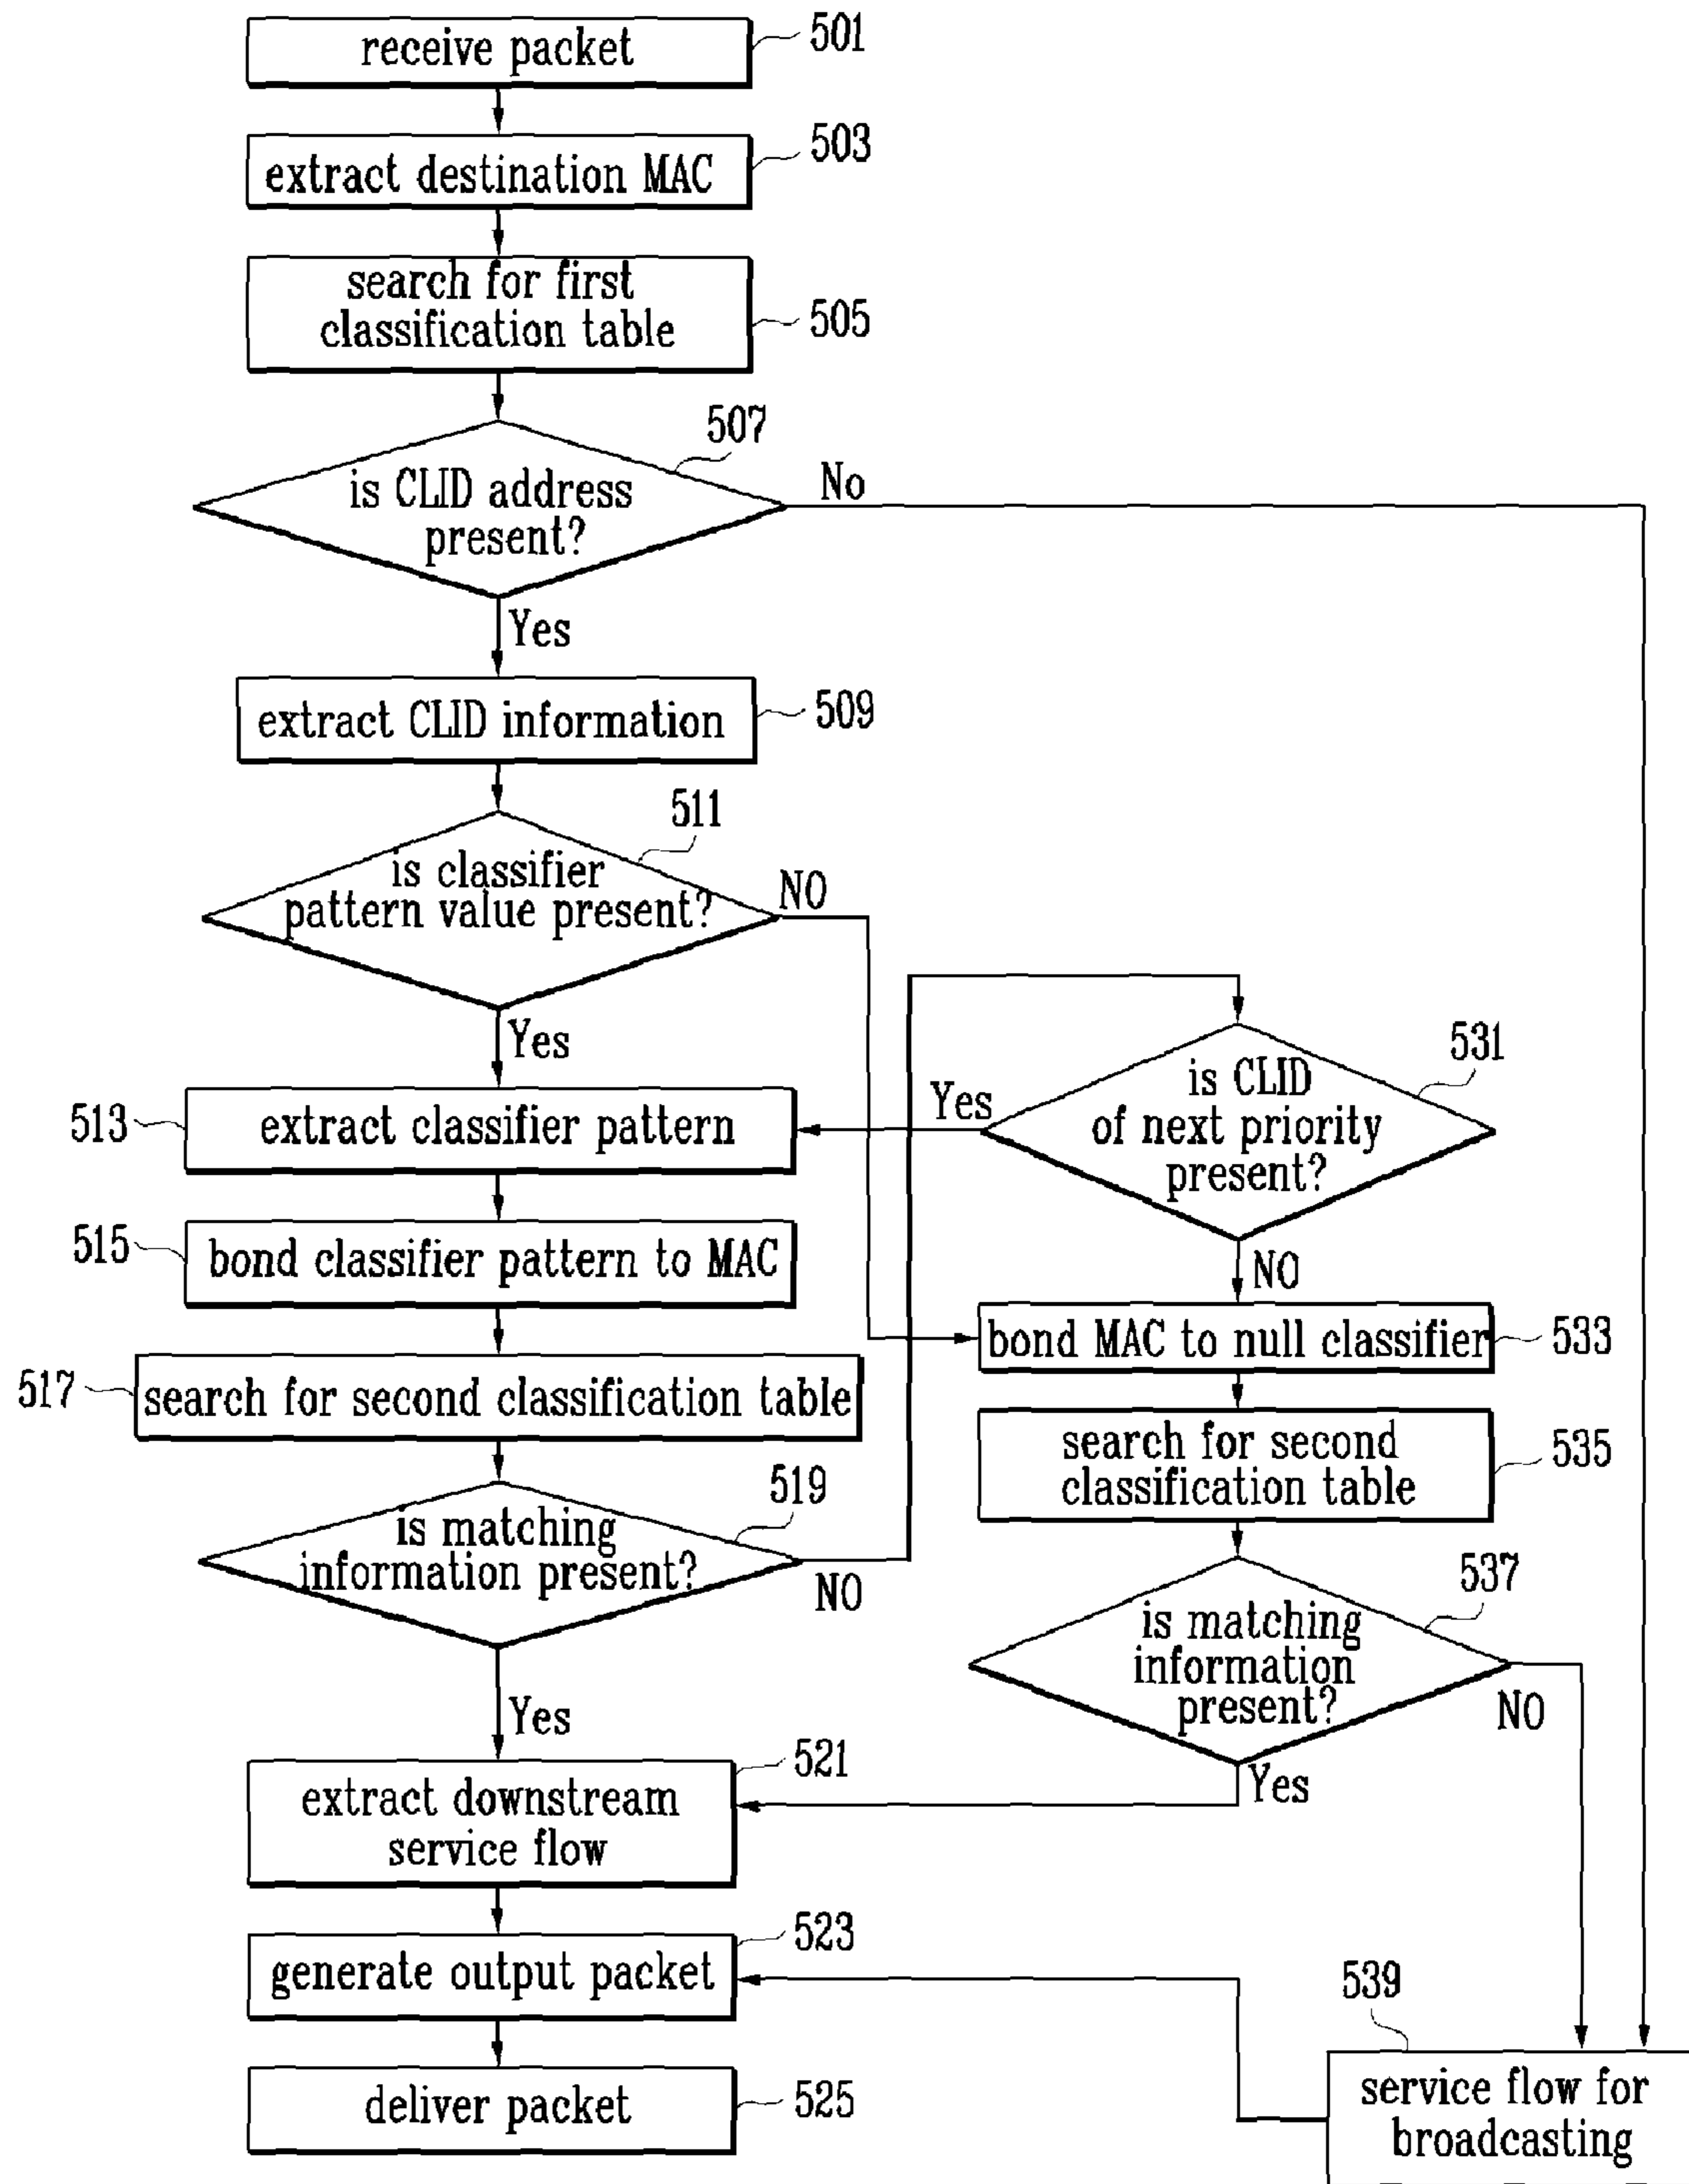 receive packet
501
extract destination MAC
503
search for first
classification table
505
507
is CLID address
present?
No
Yes
extract CLID information
509
511
is classifier
pattern value present?
NO
Yes
531
is CLID
of next priority
present?
Yes
NO
513
extract classifier pattern
515
bond classifier pattern to MAC
bond MAC to null classifier
533
517
search for second classification table
search for second
classification table
535
519
is matching
information present?
NO
Yes
537
is matching
information
present?
NO
Yes
521
extract downstream
service flow
523
generate output packet
539
service flow for
broadcasting
deliver packet
525